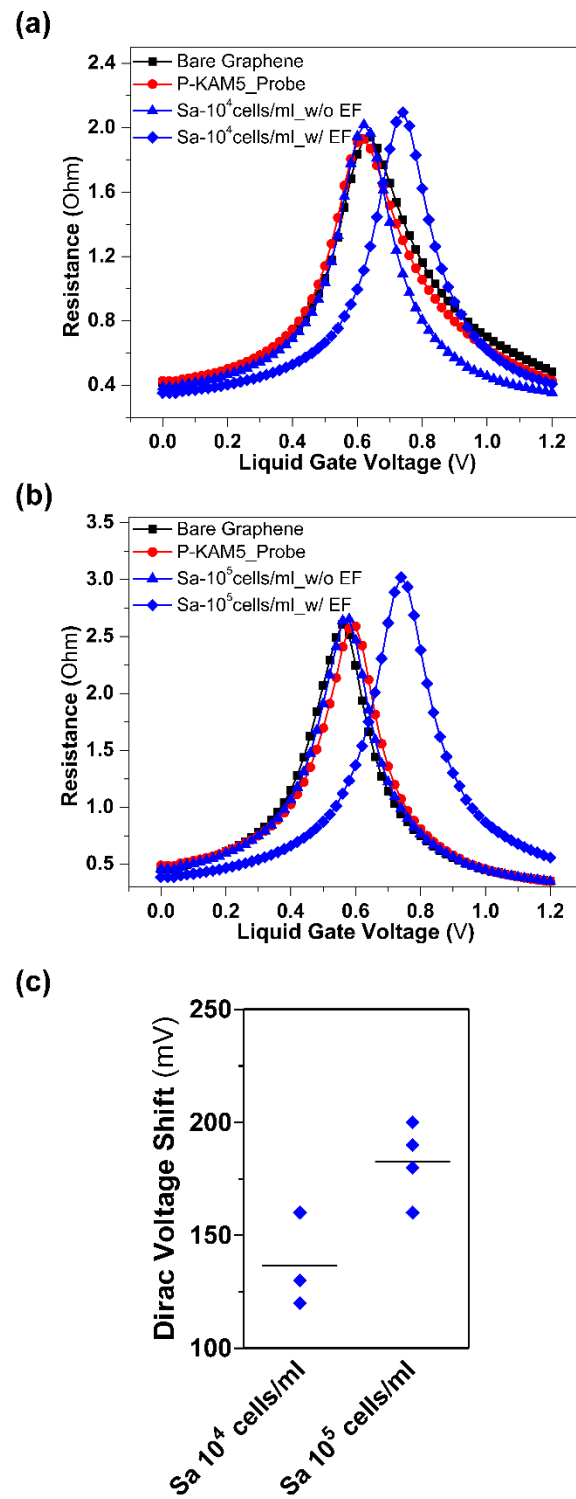 (a)
Bare Graphene
P-KAM5_Probe
Sa-10⁴cells/ml_w/o EF
Sa-10⁴cells/ml_w/ EF
2.4
2.0
1.6
1.2
0.8
0.4
Resistance (Ohm)
0.0 0.2 0.4 0.6 0.8 1.0 1.2
Liquid Gate Voltage (V)
(b)
Bare Graphene
P-KAM5_Probe
Sa-10⁵cells/ml_w/o EF
Sa-10⁵cells/ml_w/ EF
3.5
3.0
2.5
2.0
1.5
1.0
0.5
Resistance (Ohm)
0.0 0.2 0.4 0.6 0.8 1.0 1.2
Liquid Gate Voltage (V)
(c)
250
200
150
100
Dirac Voltage Shift (mV)
Sa 10⁴ cells/ml
Sa 10⁵ cells/ml